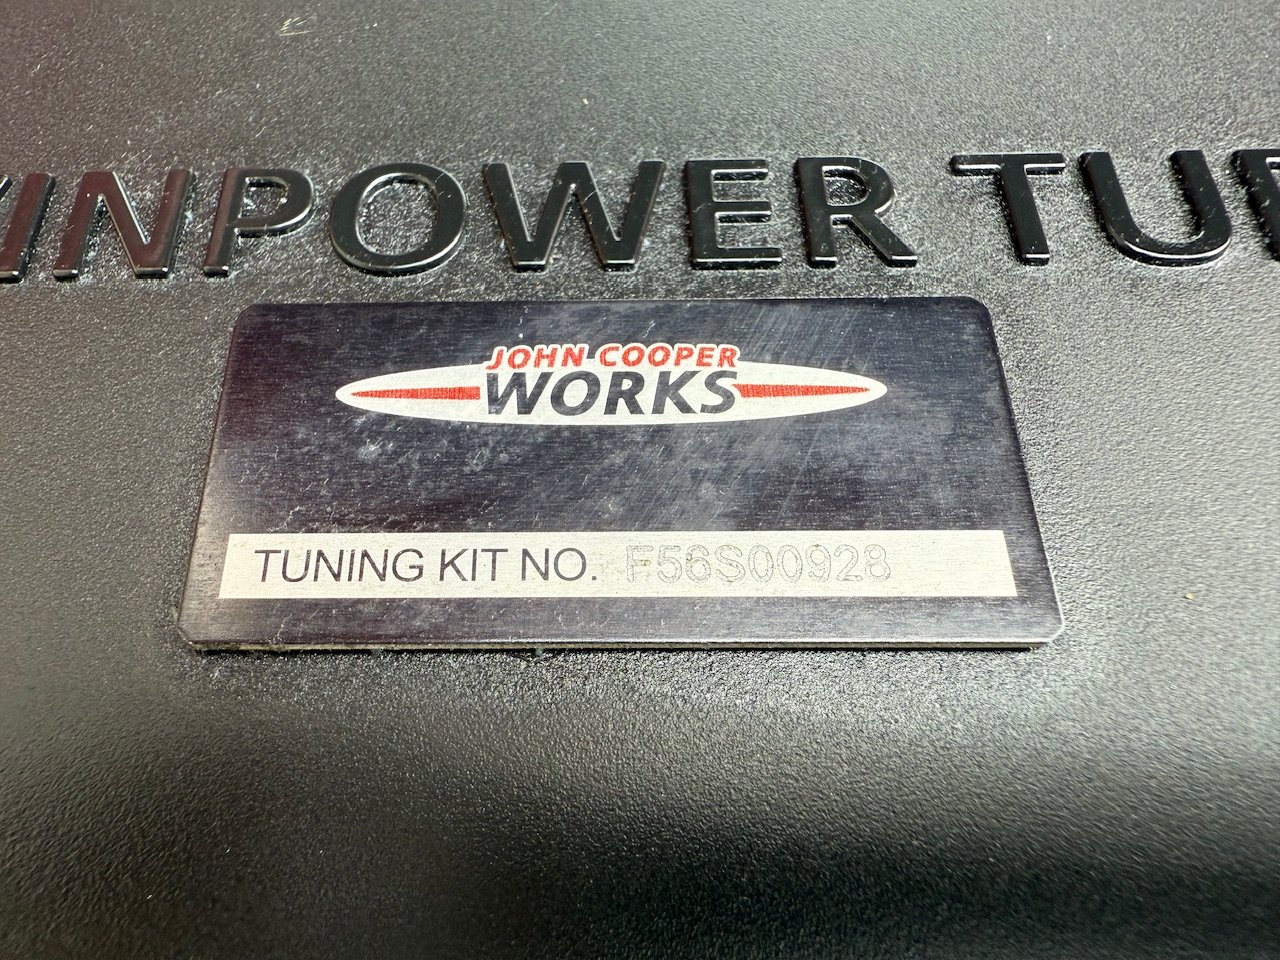 INPOWER TU
JOHN COOPER
WORKS
TUNING KIT NO. F56S00928